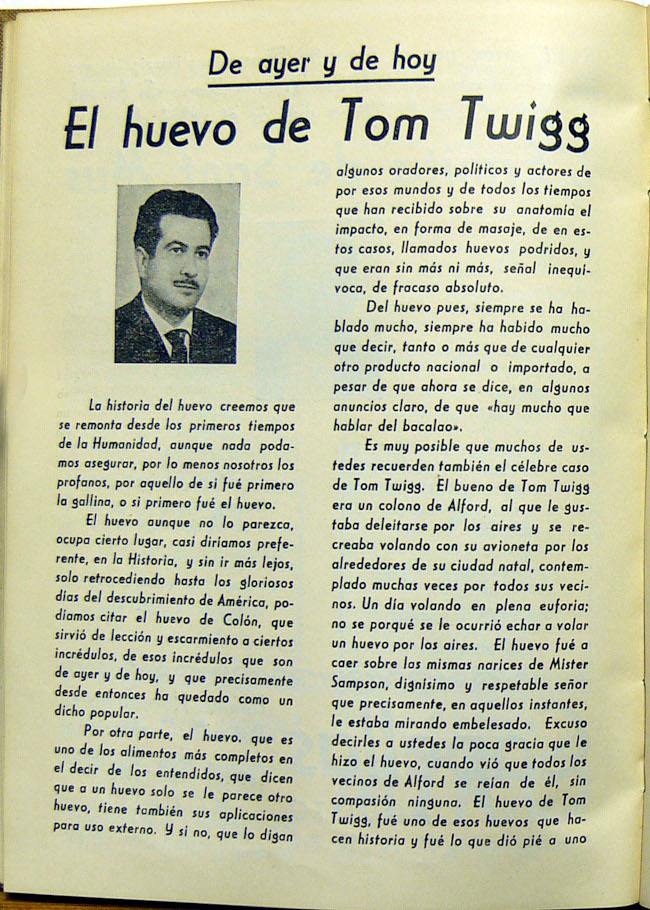 De ayer y de hoy
El huevo de Tom Twigg
La historia del huevo creemos que
se remonta desde los primeros tiempos
de la Humanidad, aunque nada poda-
mos asegurar, por lo menos nosotros los
profanos, por aquello de si fué primero
la gallina, o si primero fué el huevo.
El huevo aunque no lo parezca,
ocupa cierto lugar, casi diríamos prefe-
rente, en la Historia, y sin ir más lejos,
solo retrocediendo hasta los gloriosos
días del descubrimiento de América, po-
díamos citar el huevo de Colón, que
sirvió de lección y escarmiento a ciertos
incrédulos, de esos incrédulos que son
de ayer y de hoy, y que precisamente
desde entonces ha quedado como un
dicho popular.
Por otra parte, el huevo. que es
uno de los alimentos más completos en
el decir de los entendidos, que dicen
que a un huevo solo se le parece otro
huevo, tiene también sus aplicaciones
para uso externo. Y si no, que lo digan
algunos oradores, políticos y actores de
por esos mundos y de todos los tiempos
que han recibido sobre su anatomía el
impacto, en forma de masaje, de en es-
tos casos, llamados huevos podridos, y
que eran sin más ni más, señal inequí-
voca, de fracaso absoluto.
Del huevo pues, siempre se ha ha-
blado mucho, siempre ha habido mucho
que decir, tanto o más que de cualquier
otro producto nacional o importado, a
pesar de que ahora se dice, en algunos
anuncios claro, de que «hay mucho que
hablar del bacalao».
Es muy posible que muchos de us-
tedes recuerden también el célebre caso
de Tom Twigg. El bueno de Tom Twigg
era un colono de Alford, al que le gus-
taba deleitarse por los aires y se re-
creaba volando con su avioneta por los
alrededores de su ciudad natal, contem-
plado muchas veces por todos sus veci-
nos. Un día volando en plena euforia;
no se porqué se le ocurrió echar a volar
un huevo por los aires. El huevo fué a
caer sobre las mismas narices de Mister
Sampson, dignísimo y respetable señor
que precisamente, en aquellos instantes,
le estaba mirando embelesado. Excuso
decirles a ustedes la poca gracia que le
hizo el huevo, cuando vió que todos los
vecinos de Alford se reían de él, sin
compasión ninguna. El huevo de Tom
Twigg, fué uno de esos huevos que ha-
cen historia y fué lo que dió pié a uno